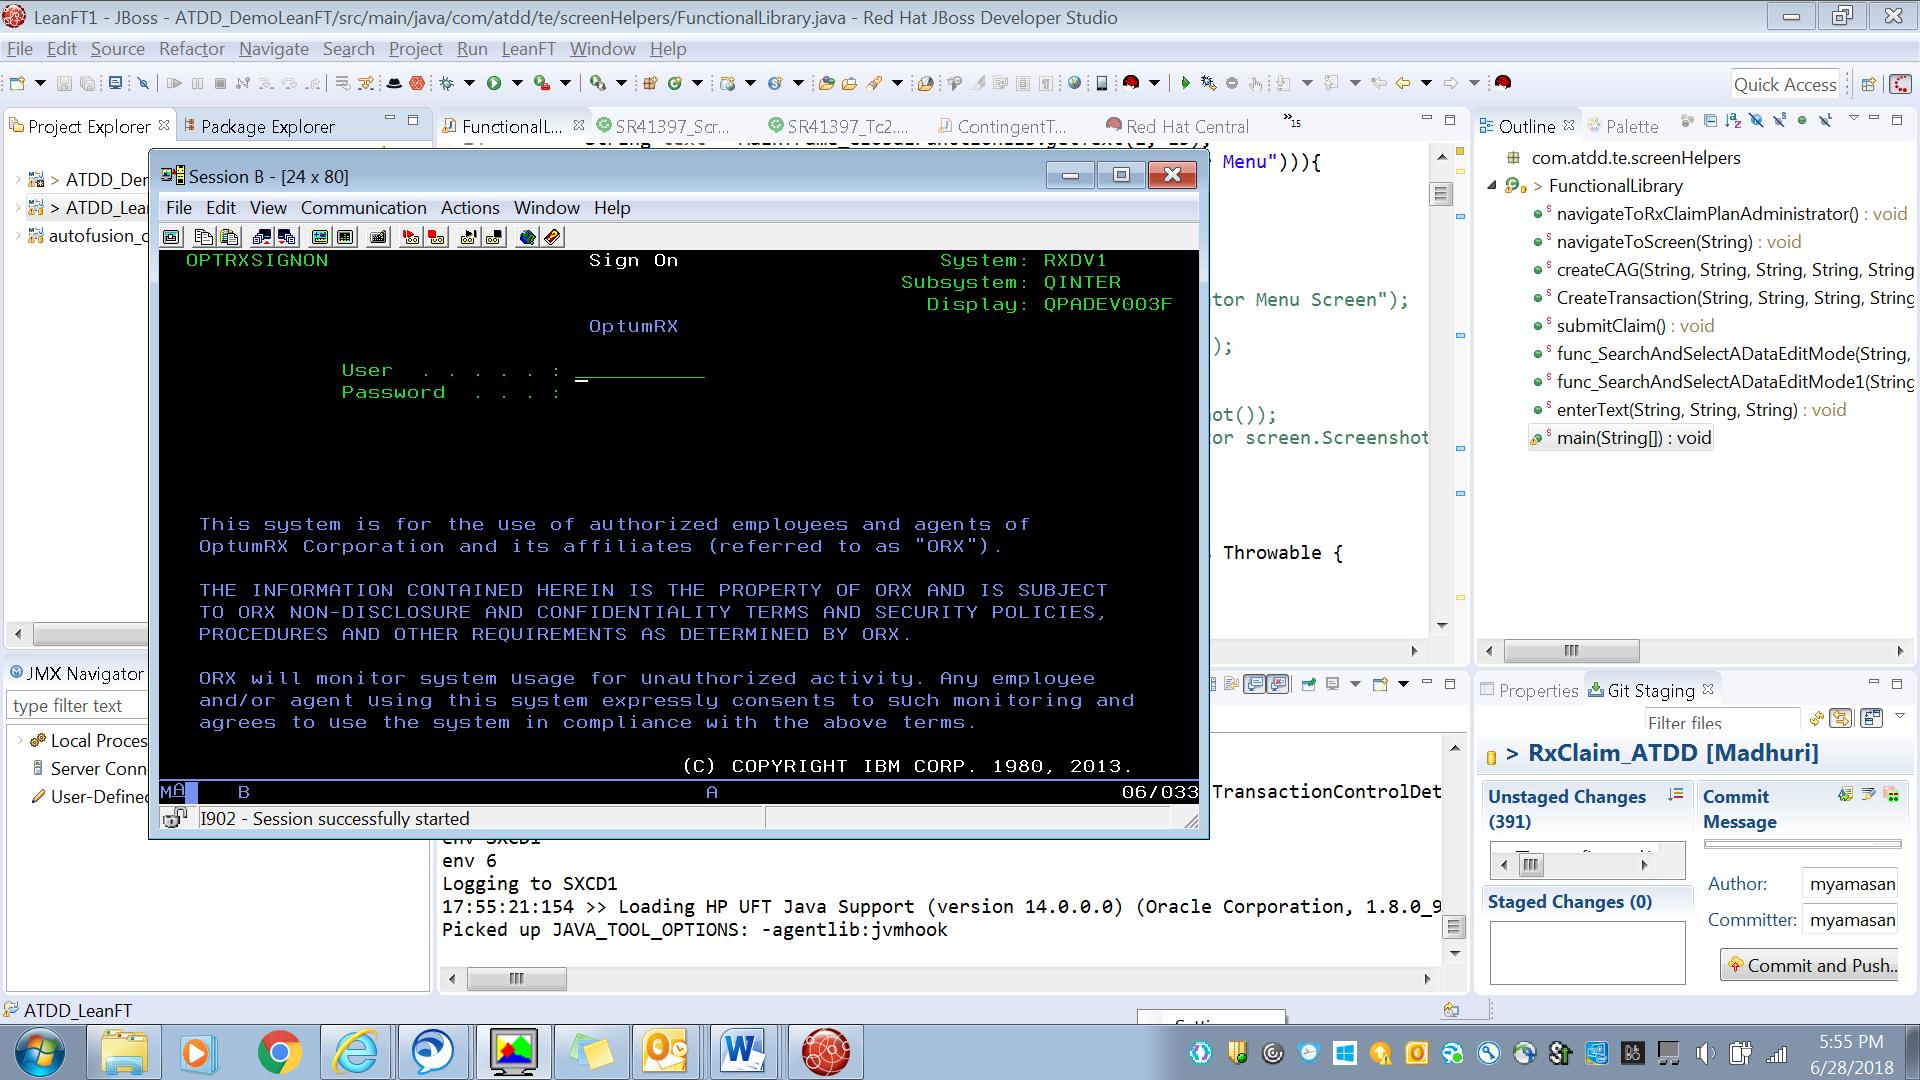 LeanFT1 - JBoss - ATDD_DemoLeanFT/src/main/java/com/atdd/te/screenHelpers/FunctionalLibrary.java - Red Hat JBoss Developer Studio
File Edit Source Refactor Navigate Search Project Run LeanFT Window Help
Quick Access
Project Explorer
Package Explorer
FunctionalL...
SR41397_Scr...
SR41397_Tc2...
ContingentT...
Red Hat Central
15
Outline
Palette
> ATDD_Der
> ATDD_Lea
autofusion_c
Menu"))){
tor Menu Screen");
);
ot());
or screen.Screenshot
Throwable {
com.atdd.te.screenHelpers
> FunctionalLibrary
navigateToRxClaimPlanAdministrator() : void
navigateToScreen(String) : void
createCAG(String, String, String, String, String
CreateTransaction(String, String, String, String
submitClaim() : void
func_SearchAndSelectADataEditMode(String,
func_SearchAndSelectADataEditMode1(String
enterText(String, String, String) : void
main(String[]) : void
Session B - [24 x 80]
File Edit View Communication Actions Window Help
OPTRXSIGNON Sign On System: RXDV1
Subsystem: QINTER
Display: QPADEV003F
OptumRX
User . . . . . :
Password . . . :
This system is for the use of authorized employees and agents of
OptumRX Corporation and its affiliates (referred to as "ORX").
THE INFORMATION CONTAINED HEREIN IS THE PROPERTY OF ORX AND IS SUBJECT
TO ORX NON-DISCLOSURE AND CONFIDENTIALITY TERMS AND SECURITY POLICIES,
PROCEDURES AND OTHER REQUIREMENTS AS DETERMINED BY ORX.
ORX will monitor system usage for unauthorized activity. Any employee
and/or agent using this system expressly consents to such monitoring and
agrees to use the system in compliance with the above terms.
(C) COPYRIGHT IBM CORP. 1980, 2013.
MA B A 06/033
I902 - Session successfully started
JMX Navigator
type filter text
Local Proces
Server Conn
User-Defined
TransactionControlDet
env SXCD1
env 6
Logging to SXCD1
17:55:21:154 >> Loading HP UFT Java Support (version 14.0.0.0) (Oracle Corporation, 1.8.0_9
Picked up JAVA_TOOL_OPTIONS: -agentlib:jvmhook
Properties
Git Staging
Filter files
> RxClaim_ATDD [Madhuri]
Unstaged Changes
(391)
Staged Changes (0)
Commit
Message
Author: myamasan
Committer: myamasan
Commit and Push...
ATDD_LeanFT
5:55 PM
6/28/2018